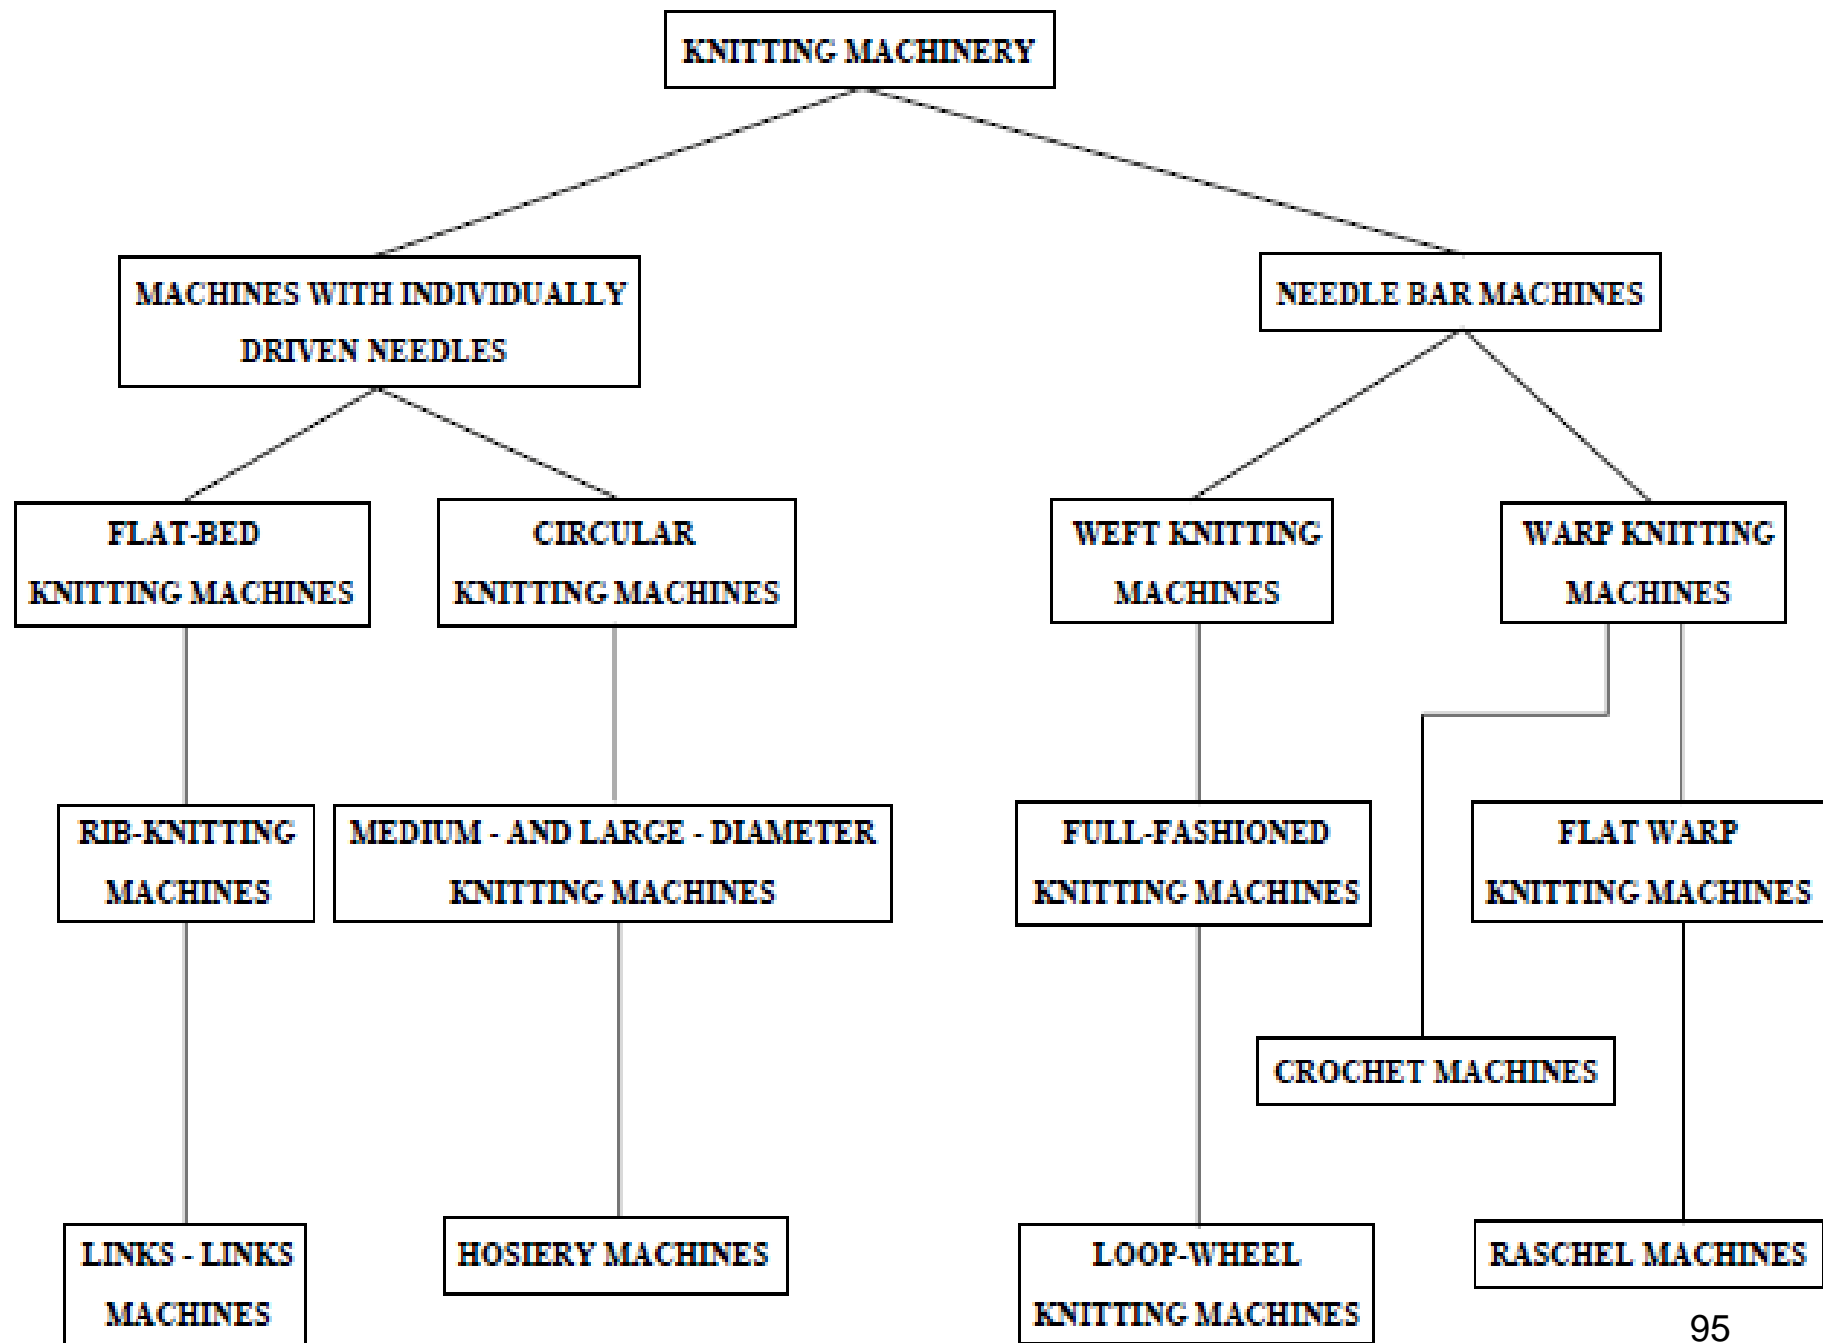 KNITTING MACHINERY
MACHINES WITH INDIVIDUALLY
DRIVEN NEEDLES
NEEDLE BAR MACHINES
FLAT-BED
KNITTING MACHINES
CIRCULAR
KNITTING MACHINES
WEFT KNITTING
MACHINES
WARP KNITTING
MACHINES
RIB-KNITTING
MACHINES
MEDIUM - AND LARGE - DIAMETER
KNITTING MACHINES
FULL-FASHIONED
KNITTING MACHINES
FLAT WARP
KNITTING MACHINES
CROCHET MACHINES
LINKS - LINKS
MACHINES
HOSIERY MACHINES
LOOP-WHEEL
KNITTING MACHINES
RASCHEL MACHINES
95